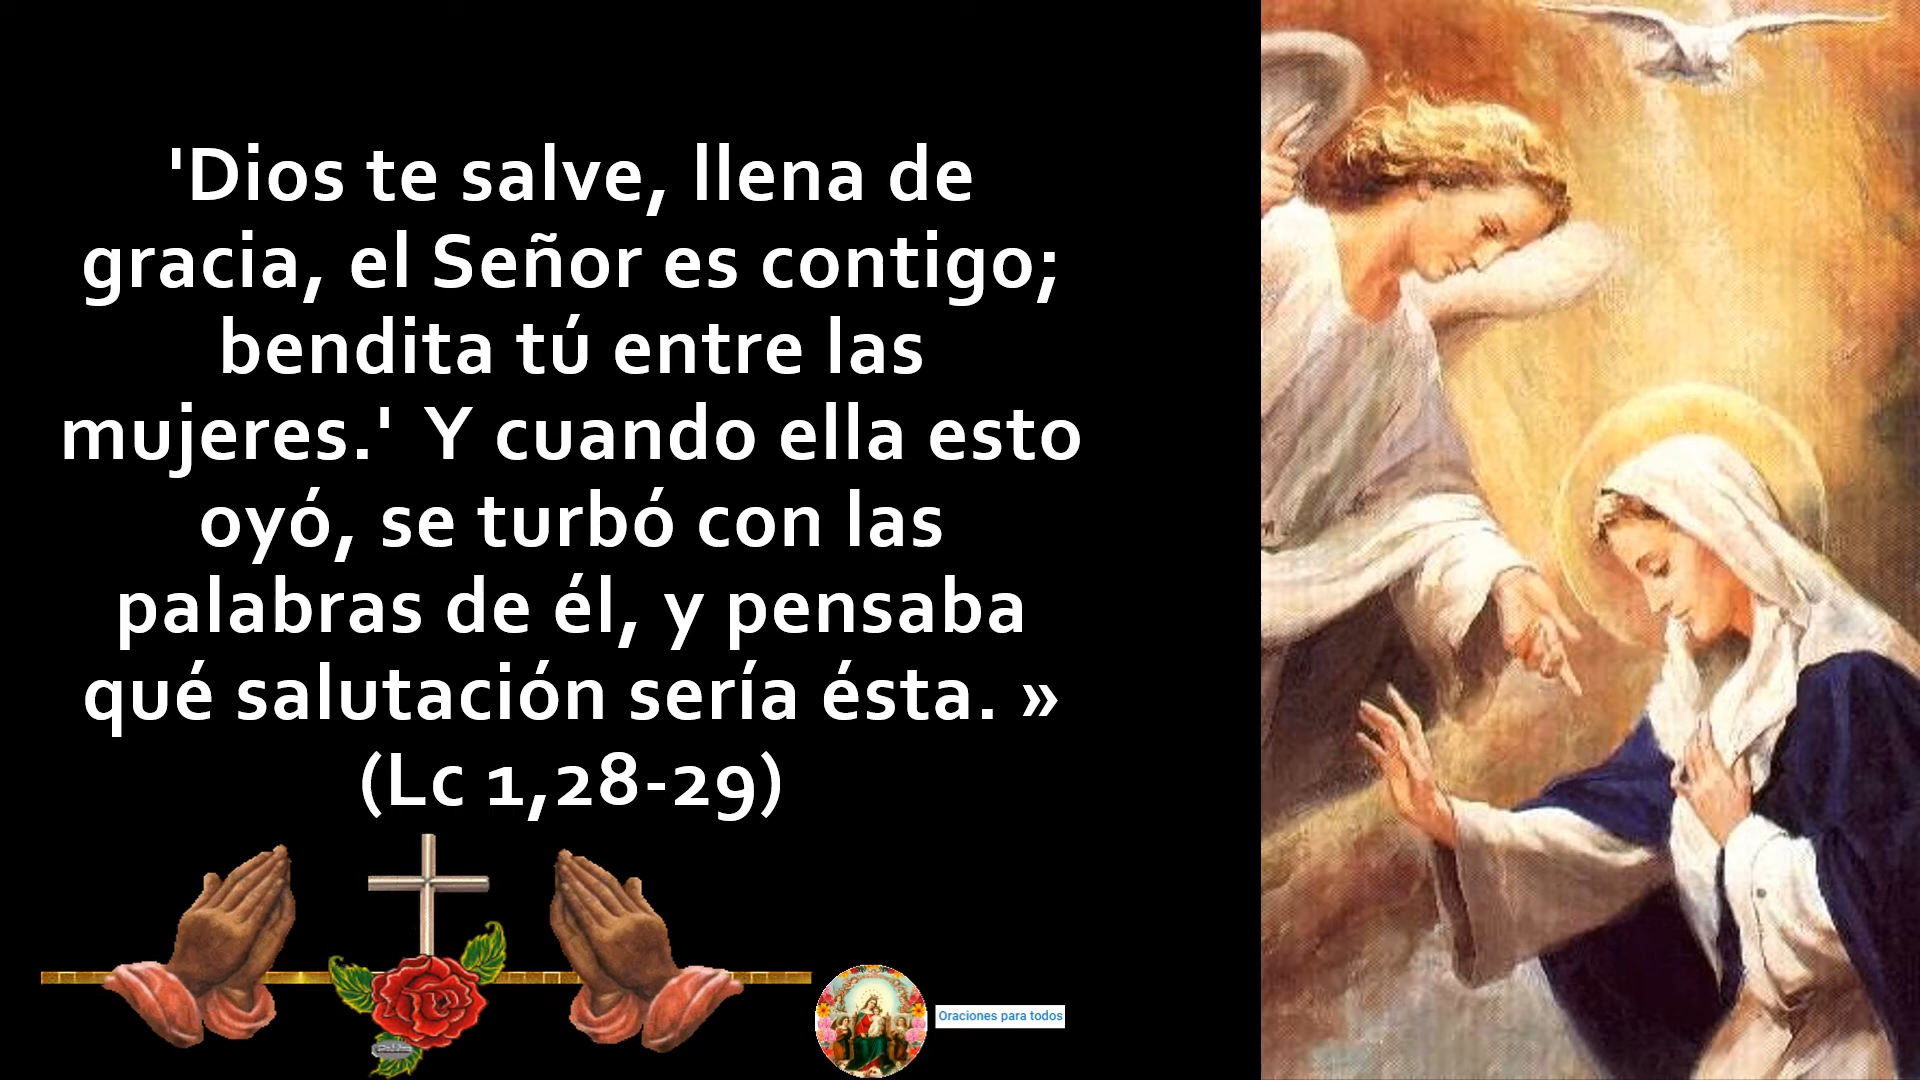 'Dios te salve, llena de
gracia, el Señor es contigo;
bendita tú entre las
mujeres.' Y cuando ella esto
oyó, se turbó con las
palabras de él, y pensaba
qué salutación sería ésta. »
(Lc 1,28-29)
Oraciones para todos